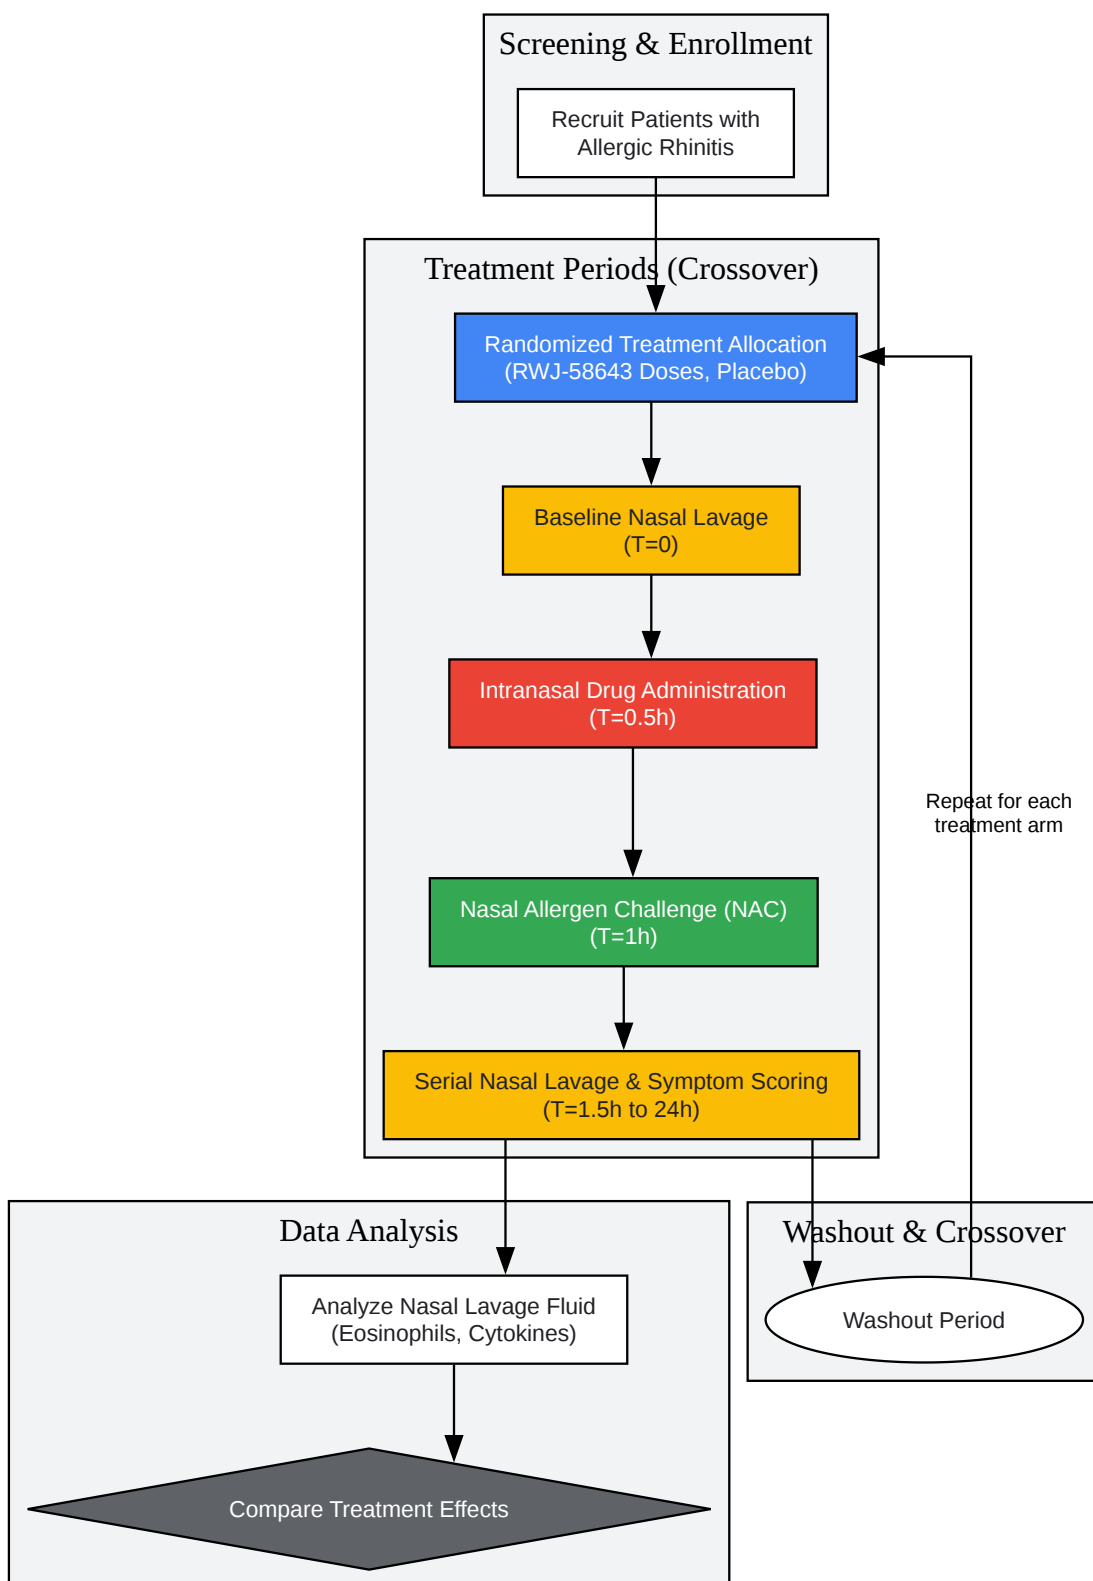 Screening & Enrollment
Recruit Patients with
Allergic Rhinitis
Treatment Periods (Crossover)
Randomized Treatment Allocation
(RWJ-58643 Doses, Placebo)
Baseline Nasal Lavage
(T=0)
Intranasal Drug Administration
(T=0.5h)
Repeat for each
treatment arm
Nasal Allergen Challenge (NAC)
(T=1h)
Serial Nasal Lavage & Symptom Scoring
(T=1.5h to 24h)
Data Analysis
Analyze Nasal Lavage Fluid
(Eosinophils, Cytokines)
Compare Treatment Effects
Washout & Crossover
Washout Period